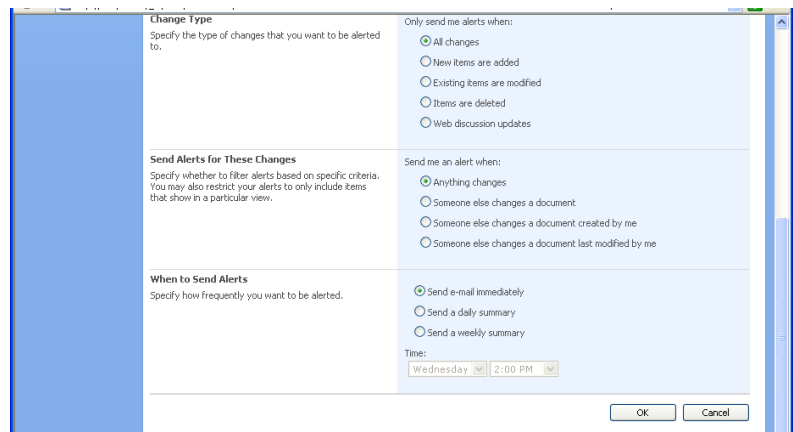 Change Type
Specify the type of changes that you want to be alerted
to.
Only send me alerts when:
All changes
New items are added
Existing items are modified
Items are deleted
Web discussion updates
Send Alerts for These Changes
Specify whether to filter alerts based on specific criteria.
You may also restrict your alerts to only include items
that show in a particular view.
Send me an alert when:
Anything changes
Someone else changes a document
Someone else changes a document created by me
Someone else changes a document last modified by me
When to Send Alerts
Specify how frequently you want to be alerted.
Send e-mail immediately
Send a daily summary
Send a weekly summary
Time:
Wednesday 2:00 PM
OK Cancel